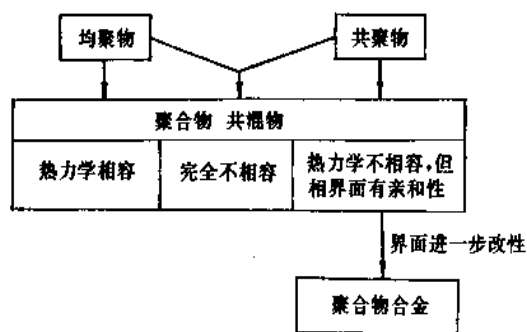 均聚物
共聚物
聚合物 共混物
热力学相容
完全不相容
热力学不相容,但
相界面有亲和性
界面进一步改性
聚合物合金